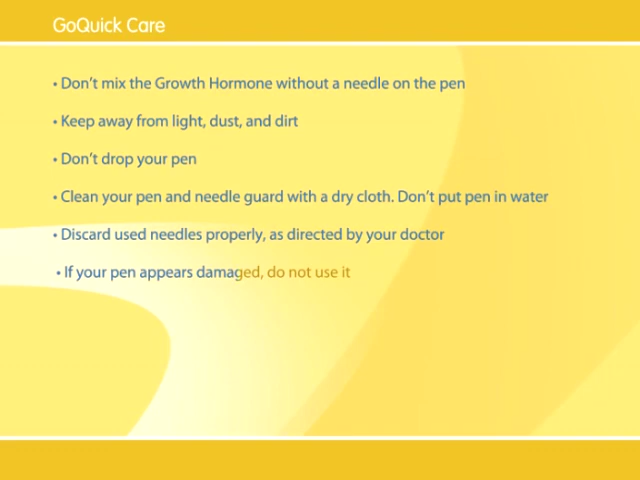 GoQuick Care
• Don't mix the Growth Hormone without a needle on the pen
• Keep away from light, dust, and dirt
• Don't drop your pen
• Clean your pen and needle guard with a dry cloth. Don't put pen in water
• Discard used needles properly, as directed by your doctor
• If your pen appears damaged, do not use it